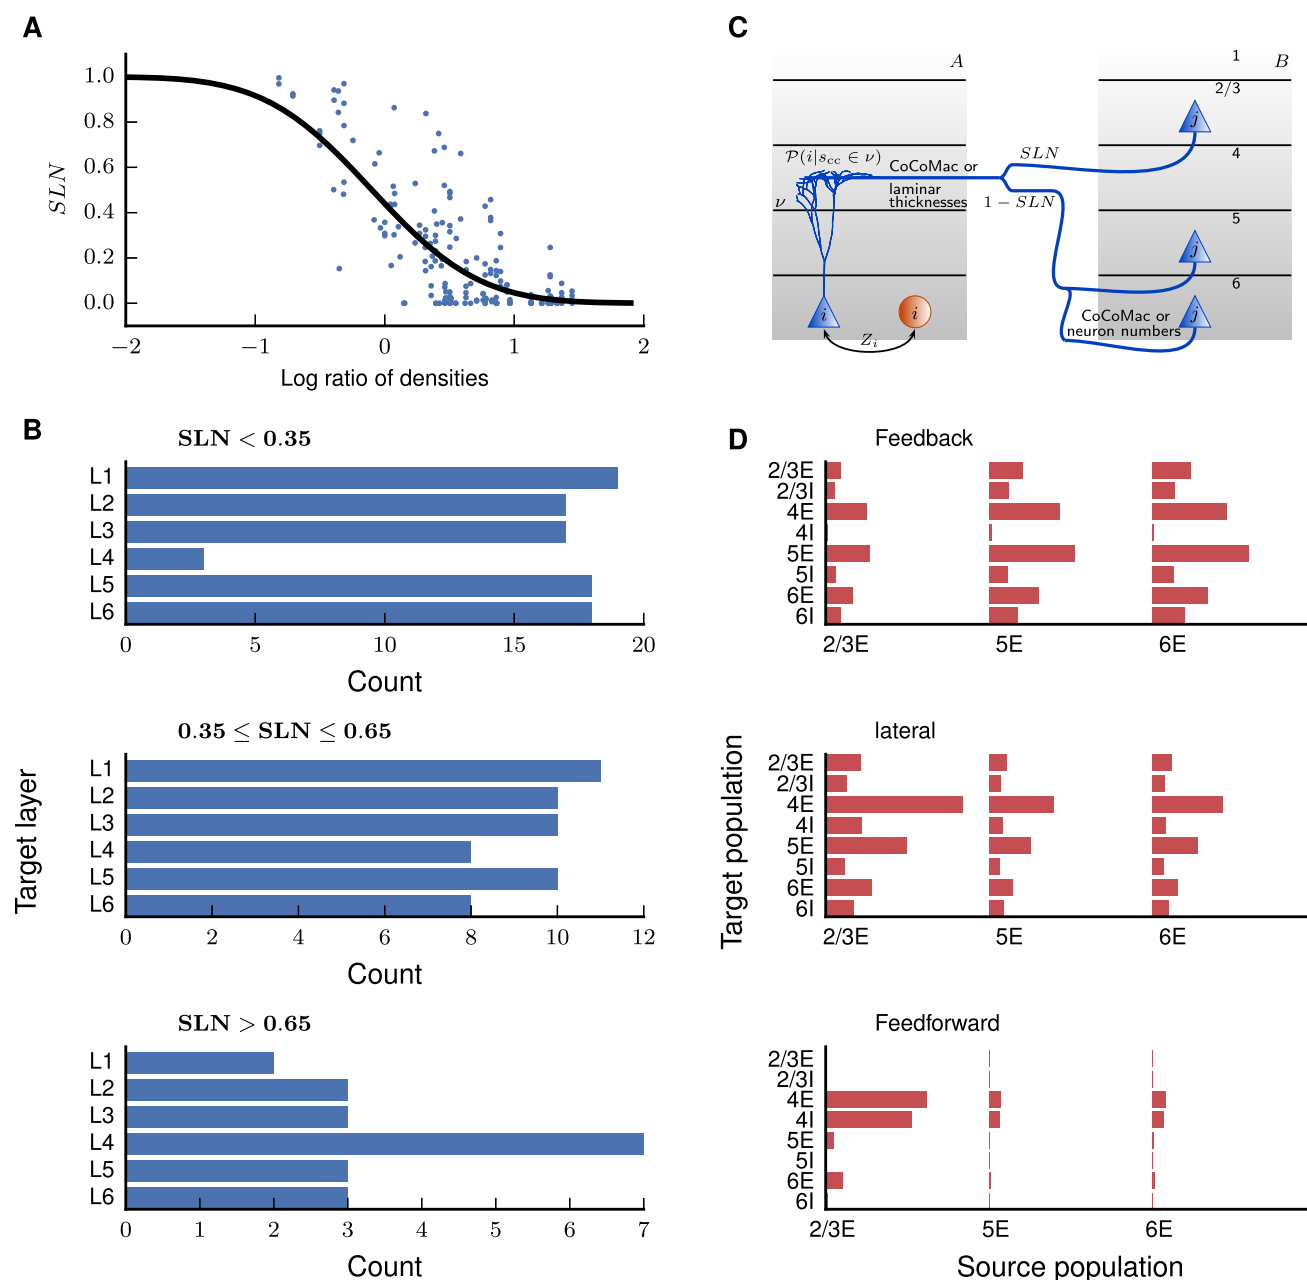 A
1.0
0.8
0.6
0.4
0.2
0.0
SLN
−2
−1
0
1
2
Log ratio of densities
C
A
B
1
2/3
4
5
6
P(i|s_cc ∈ ν)
CoCoMac or
laminar
thicknesses
ν
SLN
1 − SLN
j
j
j
i
i
Z_i
CoCoMac or
neuron numbers
B
Target layer
SLN < 0.35
L1
L2
L3
L4
L5
L6
0 5 10 15 20
Count
0.35 ≤ SLN ≤ 0.65
L1
L2
L3
L4
L5
L6
0 2 4 6 8 10 12
Count
SLN > 0.65
L1
L2
L3
L4
L5
L6
0 1 2 3 4 5 6 7
Count
D
Target population
Feedback
2/3E
2/3I
4E
4I
5E
5I
6E
6I
2/3E 5E 6E
lateral
2/3E
2/3I
4E
4I
5E
5I
6E
6I
2/3E 5E 6E
Feedforward
2/3E
2/3I
4E
4I
5E
5I
6E
6I
2/3E 5E 6E
Source population